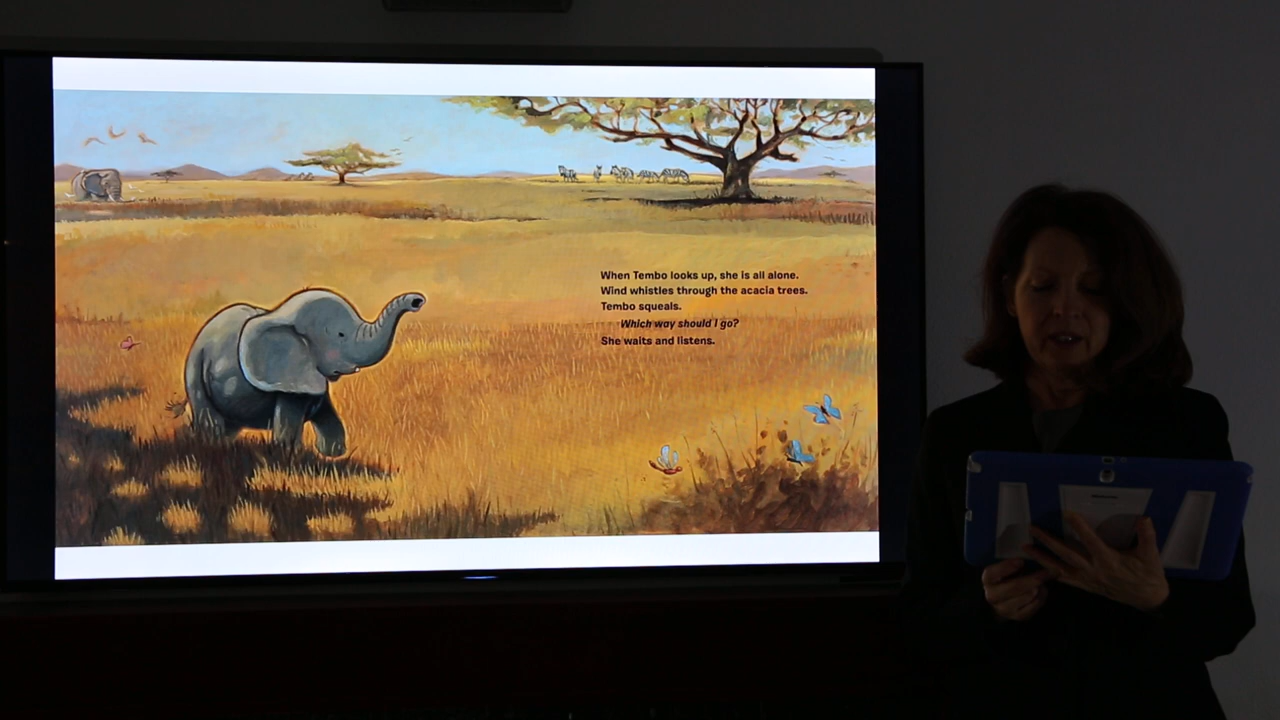 When Tembo looks up, she is all alone.
Wind whistles through the acacia trees.
Tembo squeals.
Which way should I go?
She waits and listens.